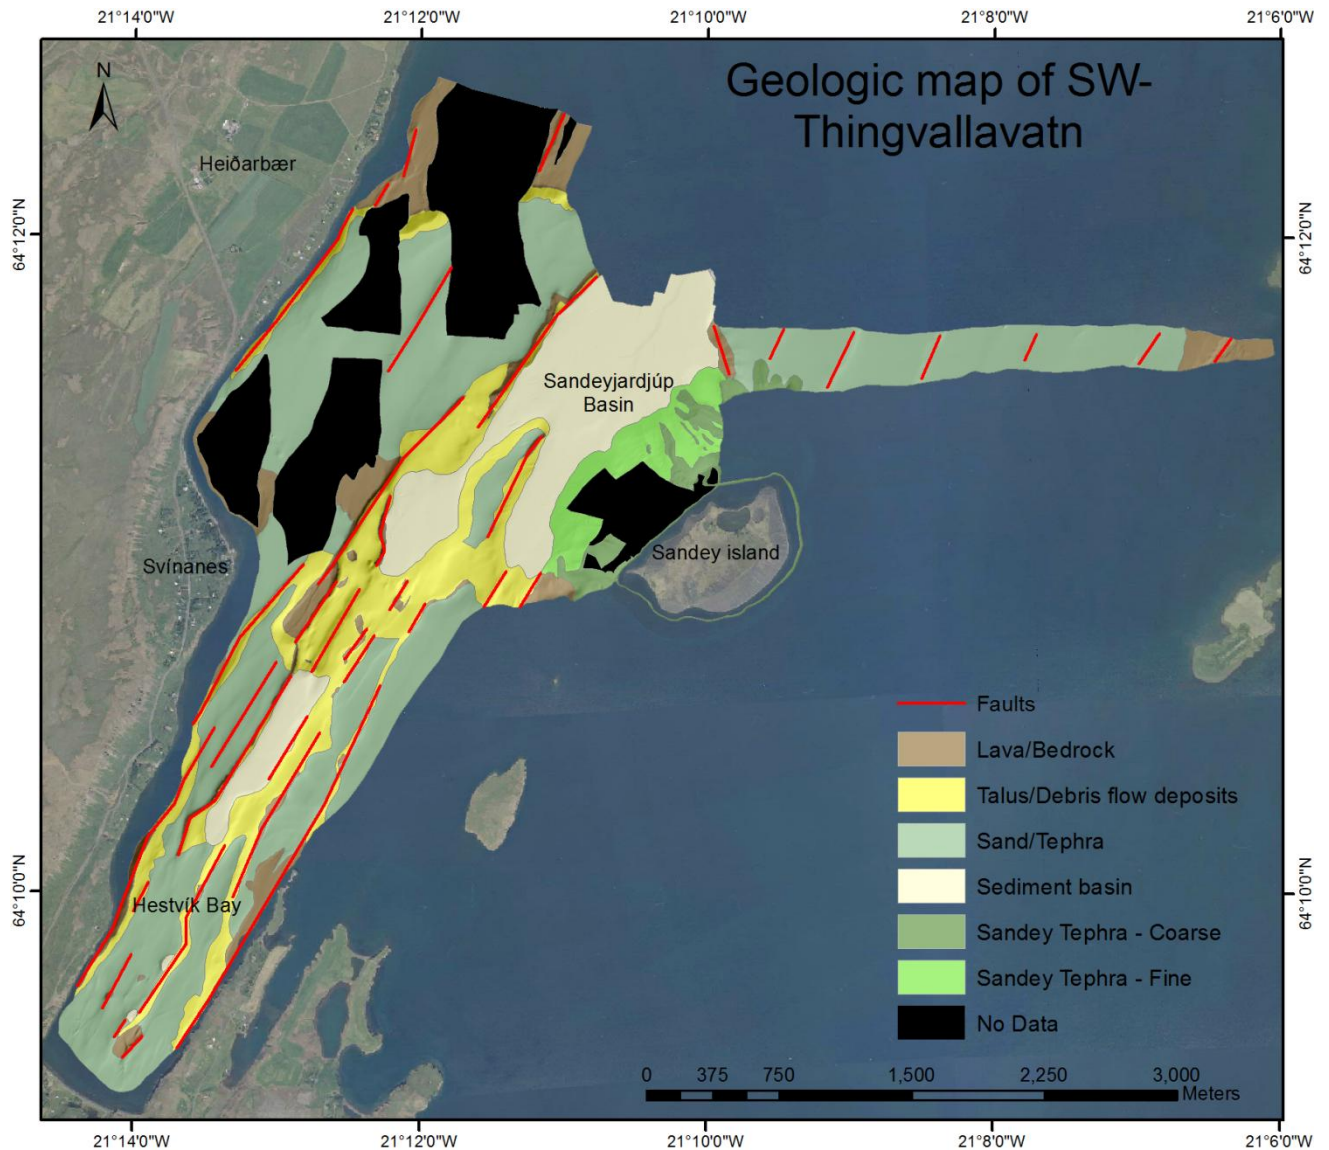 21°14'0"W
21°12'0"W
21°10'0"W
21°8'0"W
21°6'0"W
N
Geologic map of SW-
Thingvallavatn
Heiðarbær
64°12'0"N
64°12'0"N
Sandeyjardjúp
Basin
Svínanes
Sandey island
Faults
Lava/Bedrock
Talus/Debris flow deposits
Sand/Tephra
Sediment basin
Sandey Tephra - Coarse
Sandey Tephra - Fine
No Data
64°10'0"N
64°10'0"N
Hestvík Bay
0 375 750 1,500 2,250 3,000
Meters
21°14'0"W
21°12'0"W
21°10'0"W
21°8'0"W
21°6'0"W